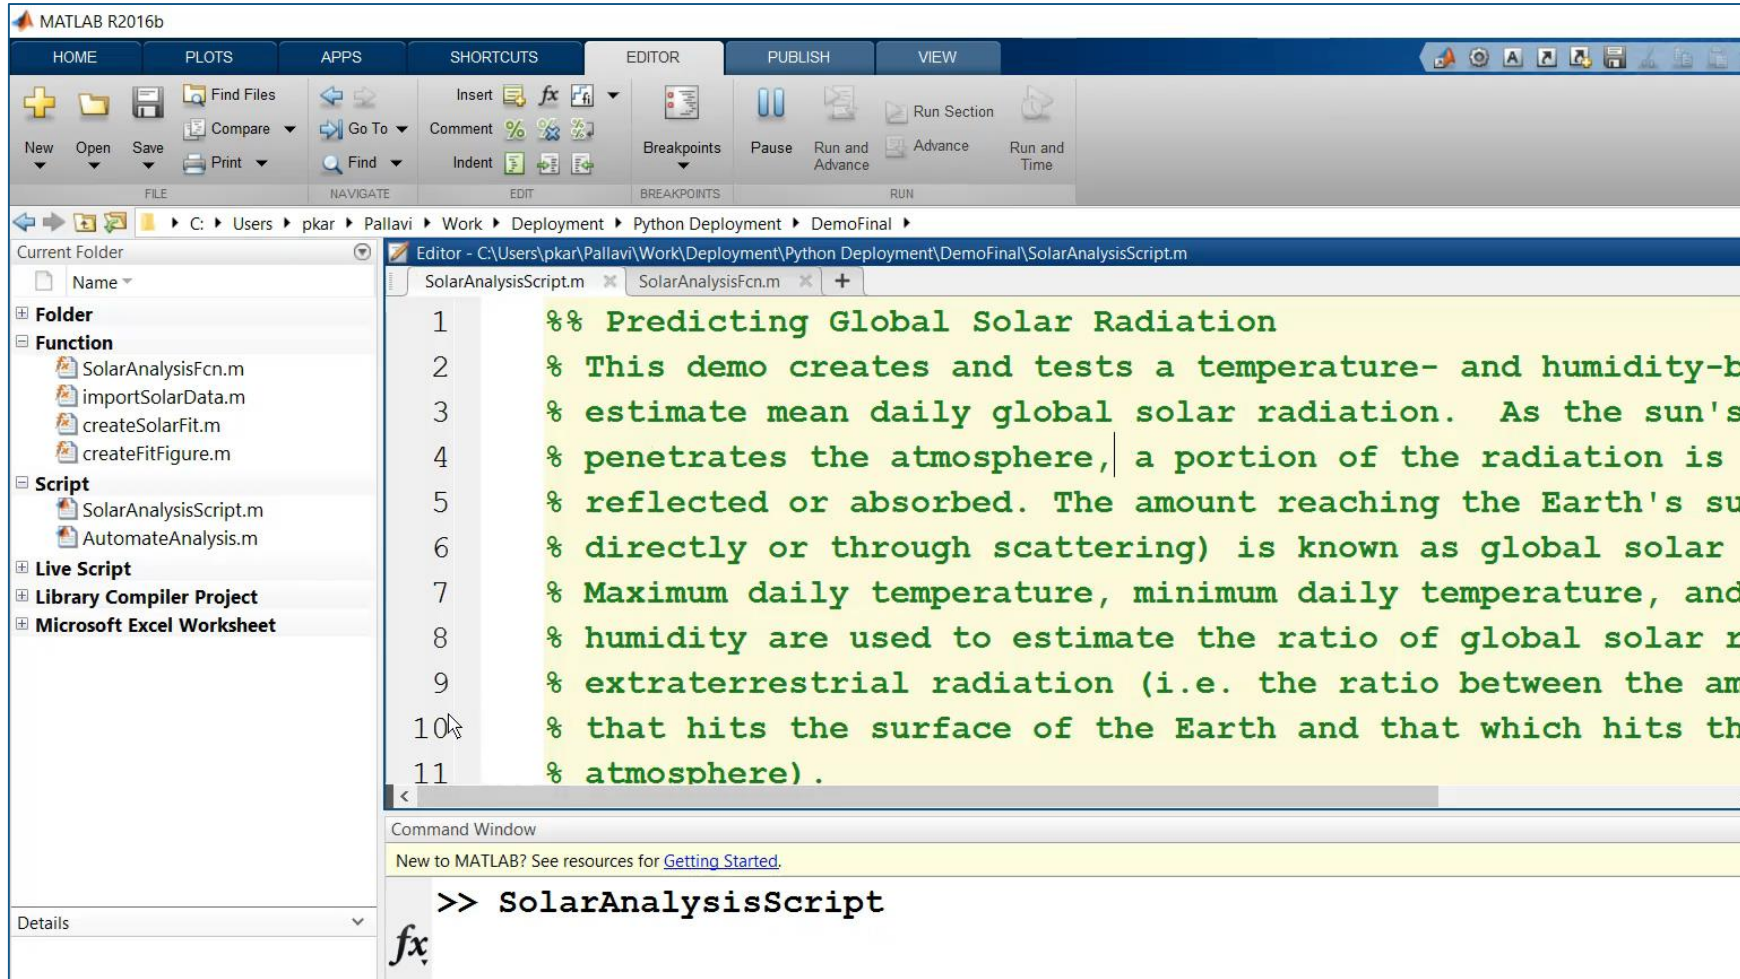 MATLAB R2016b
HOME PLOTS APPS SHORTCUTS EDITOR PUBLISH VIEW
New Open Save Find Files Compare Print
Go To Find
Insert fx fi
Comment
Indent
Breakpoints
Pause Run and Advance Run Section Advance Run and Time
FILE NAVIGATE EDIT BREAKPOINTS RUN
C: Users pkar Pallavi Work Deployment Python Deployment DemoFinal
Current Folder
Name
Folder
Function
SolarAnalysisFcn.m
importSolarData.m
createSolarFit.m
createFitFigure.m
Script
SolarAnalysisScript.m
AutomateAnalysis.m
Live Script
Library Compiler Project
Microsoft Excel Worksheet
Details
Editor - C:\Users\pkar\Pallavi\Work\Deployment\Python Deployment\DemoFinal\SolarAnalysisScript.m
SolarAnalysisScript.m SolarAnalysisFcn.m +
1 %% Predicting Global Solar Radiation
2 % This demo creates and tests a temperature- and humidity-b
3 % estimate mean daily global solar radiation. As the sun's
4 % penetrates the atmosphere, a portion of the radiation is
5 % reflected or absorbed. The amount reaching the Earth's su
6 % directly or through scattering) is known as global solar
7 % Maximum daily temperature, minimum daily temperature, and
8 % humidity are used to estimate the ratio of global solar r
9 % extraterrestrial radiation (i.e. the ratio between the am
10 % that hits the surface of the Earth and that which hits th
11 % atmosphere).
Command Window
New to MATLAB? See resources for Getting Started.
>> SolarAnalysisScript
fx